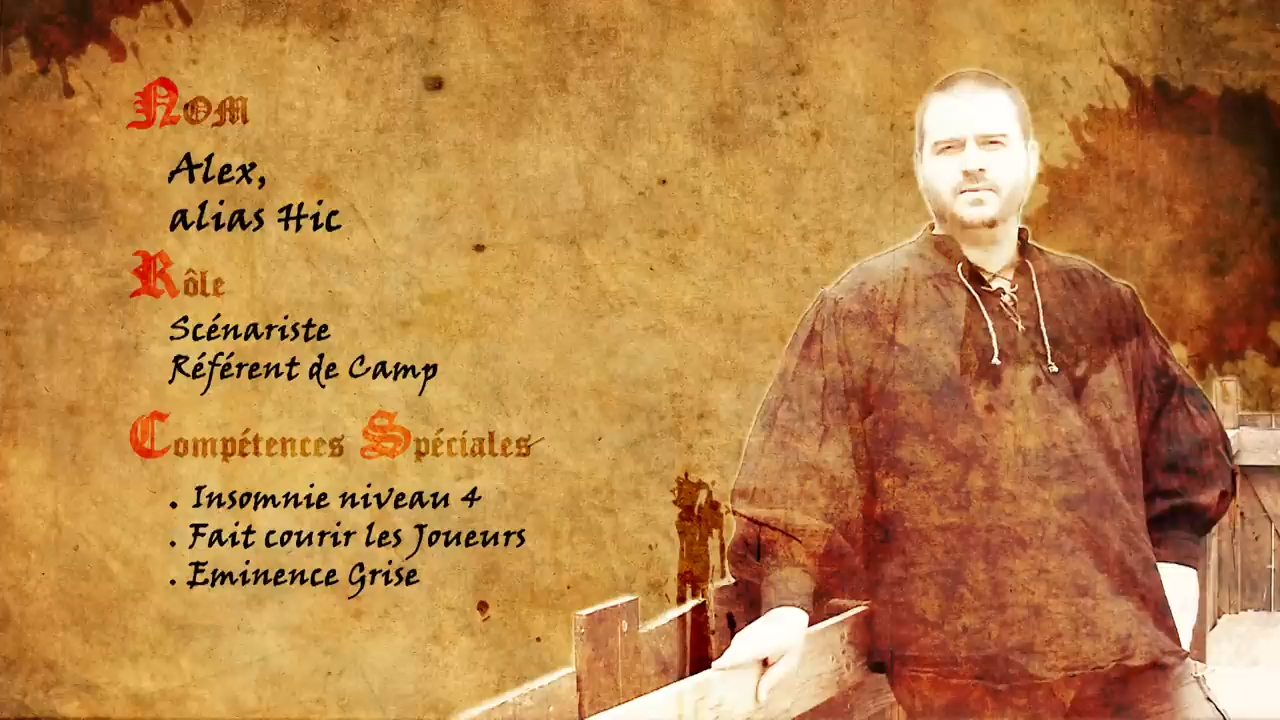 Nom
Alex,
alias Hic
Rôle
Scénariste
Référent de Camp
Compétences Spéciales
. Insomnie niveau 4
. Fait courir les Joueurs
. Eminence Grise